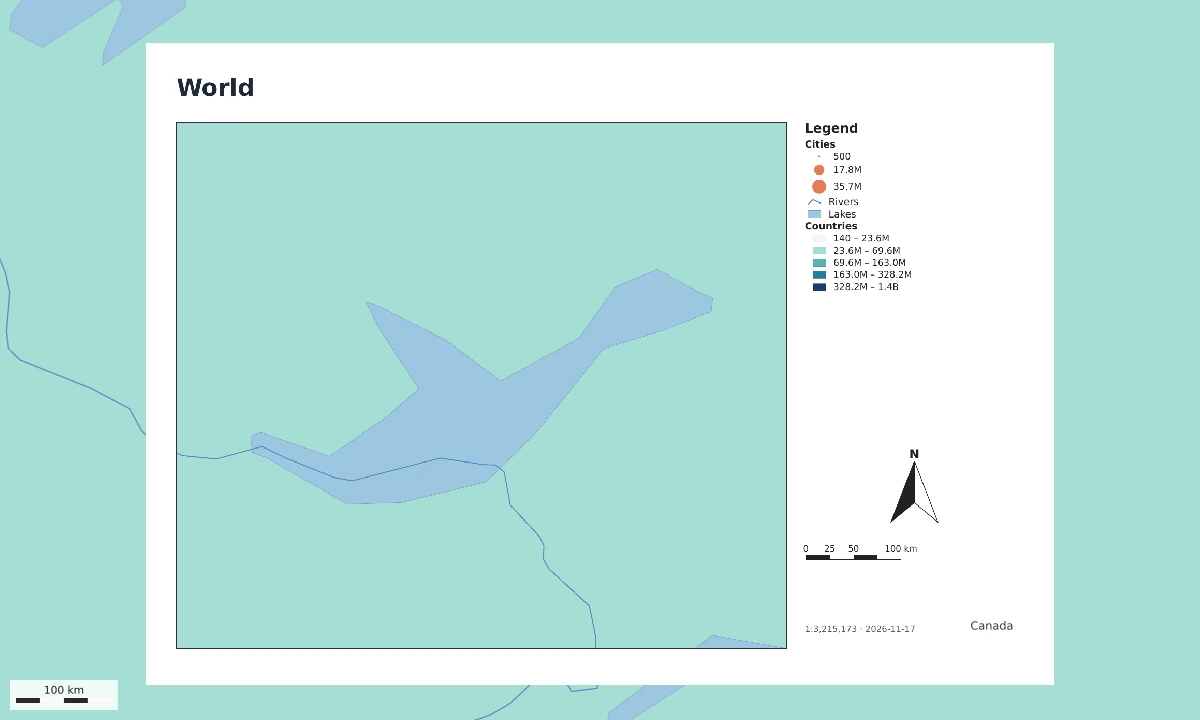 World
Legend
Cities
500
17.8M
35.7M
Rivers
Lakes
Countries
140 – 23.6M
23.6M – 69.6M
69.6M – 163.0M
163.0M – 328.2M
328.2M – 1.4B
N
0 25 50 100 km
1:3,215,173 · 2026-11-17
Canada
100 km